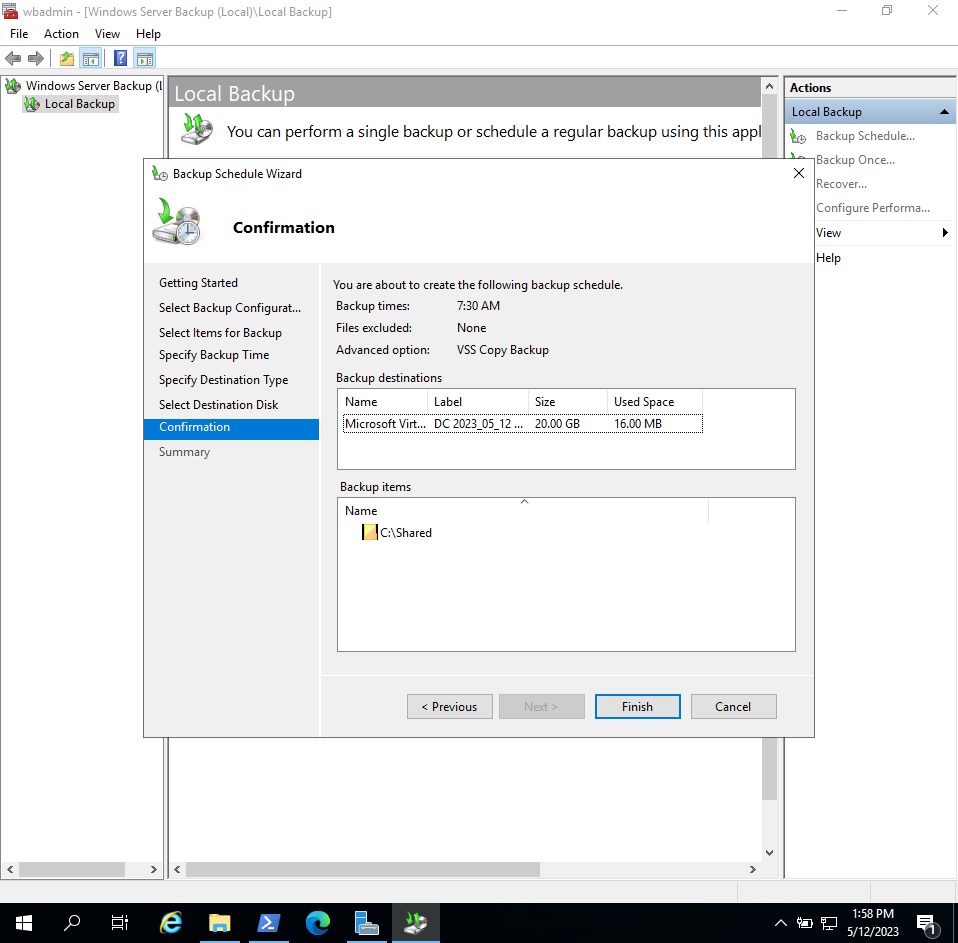 wbadmin - [Windows Server Backup (Local)\Local Backup]
File Action View Help
Windows Server Backup (L
Local Backup
Local Backup
You can perform a single backup or schedule a regular backup using this appl
Actions
Local Backup
Backup Schedule...
Backup Once...
Recover...
Configure Performa...
View
Help
Backup Schedule Wizard
Confirmation
Getting Started
Select Backup Configurat...
Select Items for Backup
Specify Backup Time
Specify Destination Type
Select Destination Disk
Confirmation
Summary
You are about to create the following backup schedule.
Backup times: 7:30 AM
Files excluded: None
Advanced option: VSS Copy Backup
Backup destinations
Name Label Size Used Space
Microsoft Virt... DC 2023_05_12 ... 20.00 GB 16.00 MB
Backup items
Name
C:\Shared
< Previous Next > Finish Cancel
1:58 PM
5/12/2023
1